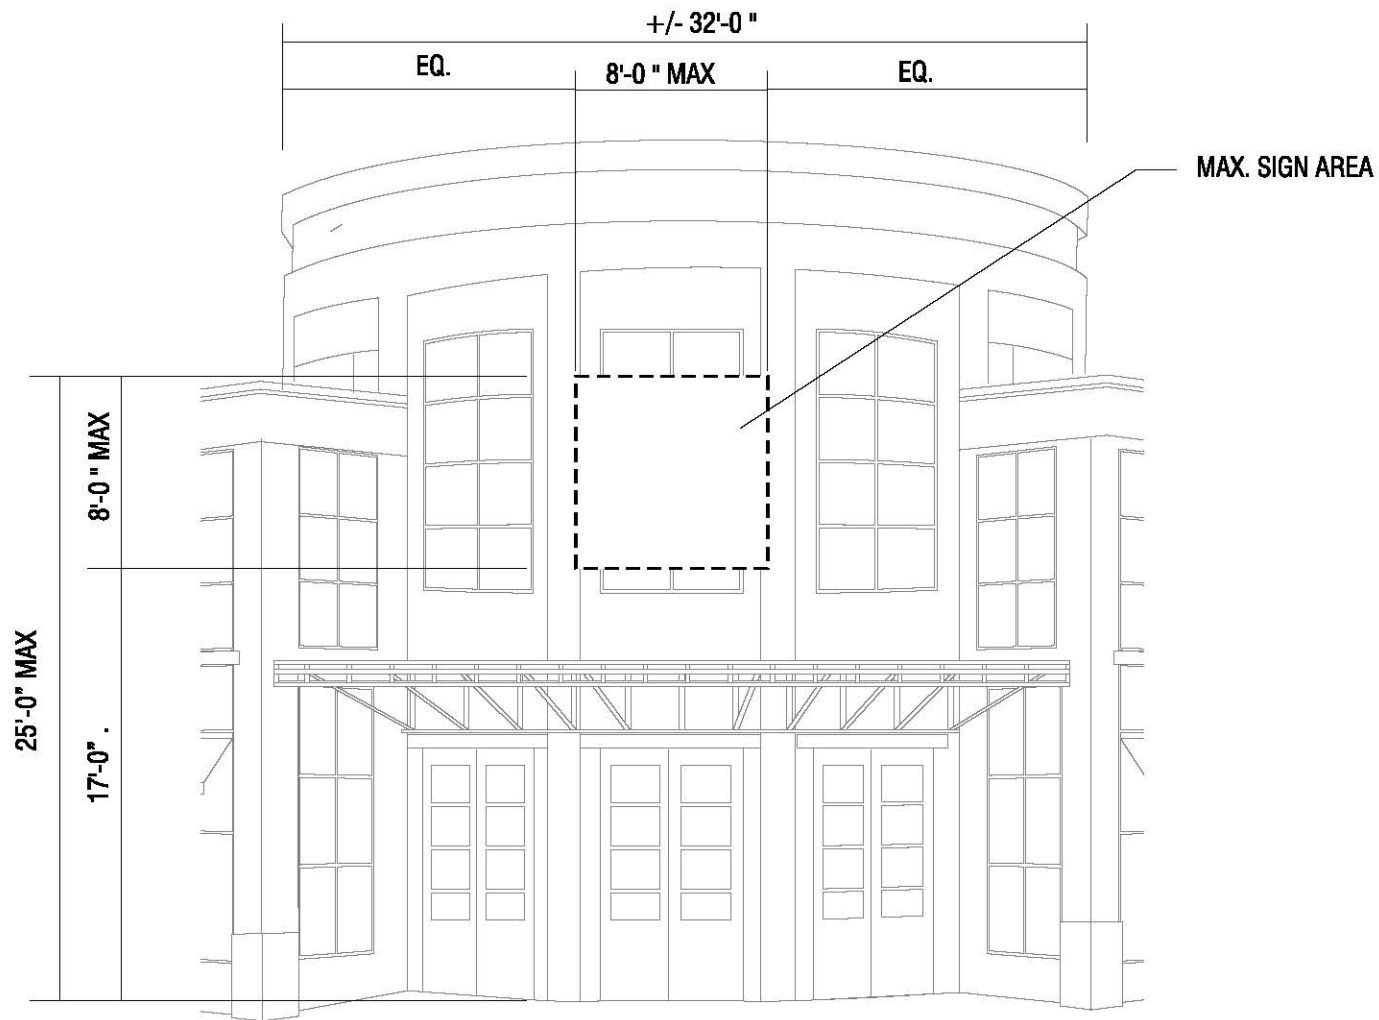 +/- 32'-0 "
EQ.
8'-0 " MAX
EQ.
MAX. SIGN AREA
8'-0 " MAX
25'-0” MAX
17'-0” .